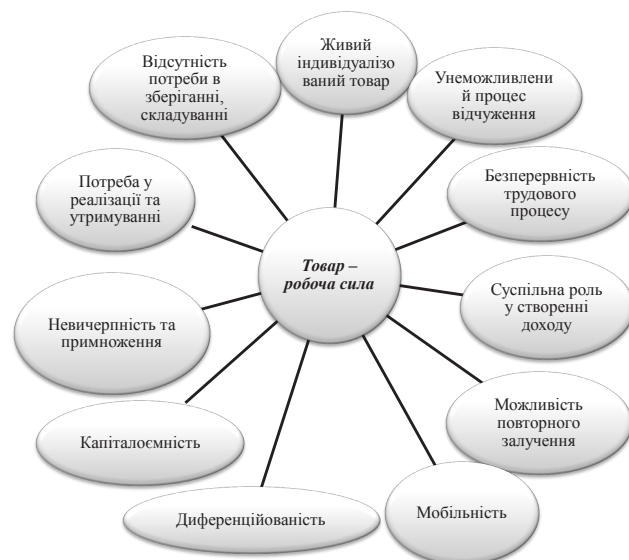 Живий
індивідуалізо
ваний товар
Унеможливлени
й процес
відчуження
Безперервність
трудового
процесу
Суспільна роль
у створенні
доходу
Можливість
повторного
залучення
Мобільність
Диференційованість
Капіталоємність
Невичерпність та
примноження
Потреба у
реалізації та
утримуванні
Відсутність
потреби в
зберіганні,
складуванні
Товар –
робоча сила